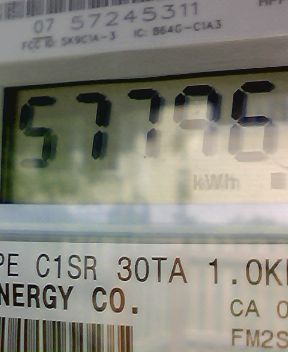 07 57245311
FCC ID: SK9C1A-3 IC: 864G-C1A3
kWh
PE C1SR 30TA 1.0K
NERGY CO.
CA 0
FM2S